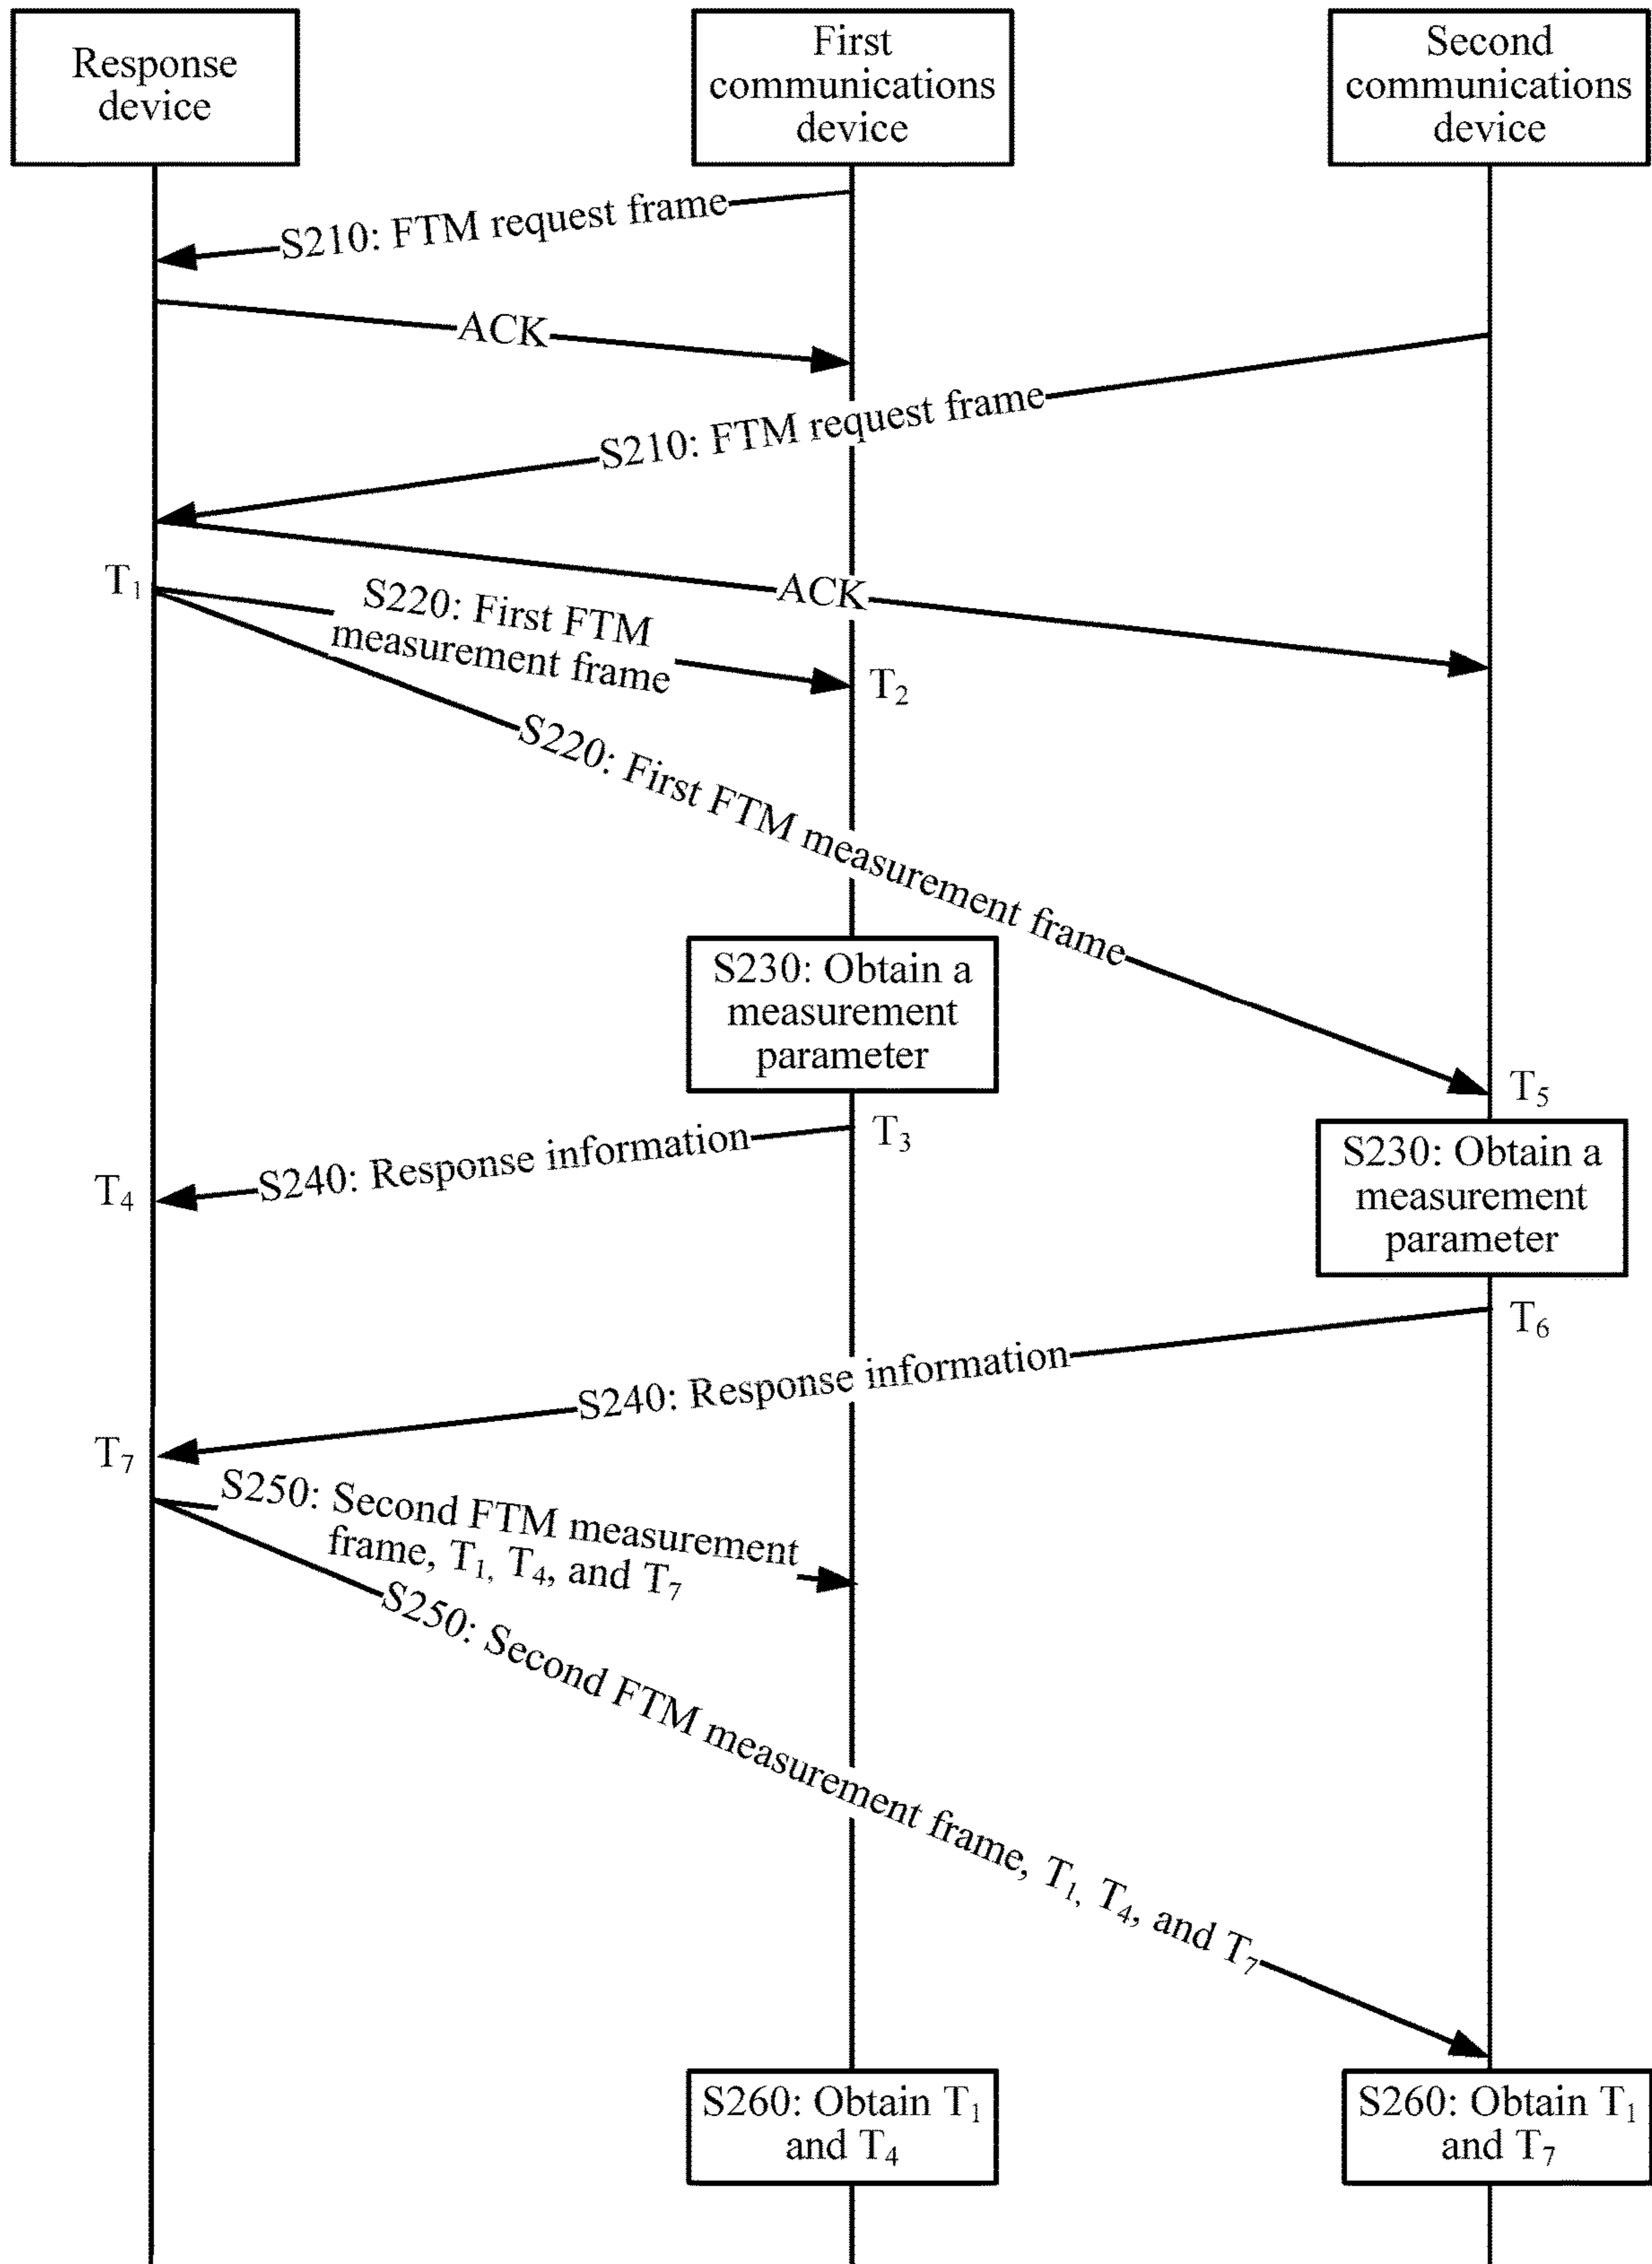 Response
device
First
communications
device
Second
communications
device
S210: FTM request frame
ACK
S210: FTM request frame
ACK
T₁
S220: First FTM
measurement frame
T₂
S220: First FTM measurement frame
S230: Obtain a
measurement
parameter
T₅
T₃
S240: Response information
T₄
S230: Obtain a
measurement
parameter
T₆
S240: Response information
T₇
S250: Second FTM measurement
frame, T₁, T₄, and T₇
S250: Second FTM measurement frame, T₁, T₄, and T₇
S260: Obtain T₁
and T₄
S260: Obtain T₁
and T₇